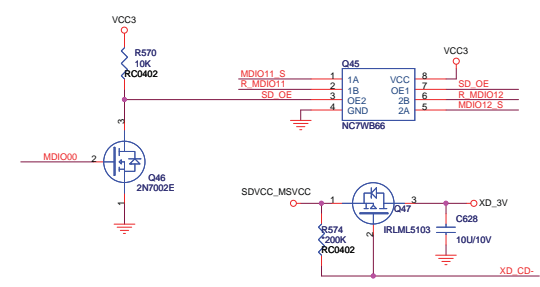 VCC3
R570
10K
RC0402
3
MDIO00
2
Q46
2N7002E
1
Q45
VCC3
MDIO11_S
1
1A
VCC
8
R_MDIO11
2
1B
OE1
7
SD_OE
SD_OE
3
OE2
2B
6
R_MDIO12
4
GND
2A
5
MDIO12_S
NC7WB66
SDVCC_MSVCC
1
3
XD_3V
Q47
R574
*200K
RC0402
2
IRLML5103
C628
10U/10V
XD_CD-